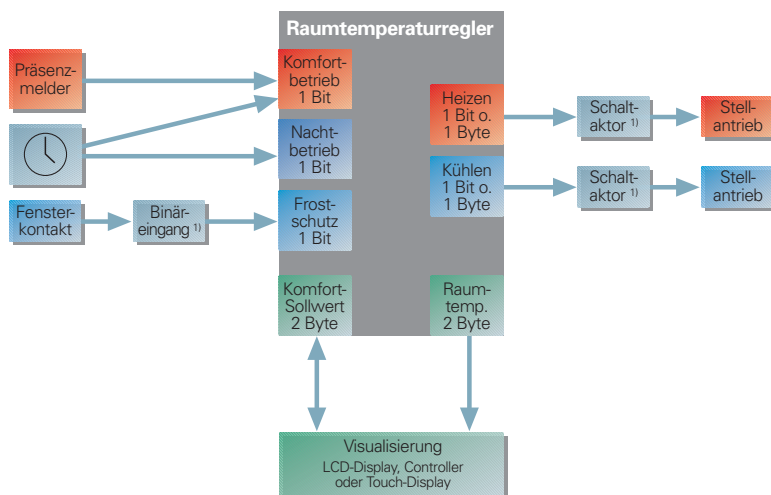 Raumtemperaturregler
Präsenz-
melder
Komfort-
betrieb
1 Bit
Nacht-
betrieb
1 Bit
Fenster-
kontakt
Binär-
eingang 1)
Frost-
schutz
1 Bit
Heizen
1 Bit o.
1 Byte
Schalt-
aktor 1)
Stell-
antrieb
Kühlen
1 Bit o.
1 Byte
Schalt-
aktor 1)
Stell-
antrieb
Komfort-
Sollwert
2 Byte
Raum-
temp.
2 Byte
Visualisierung
LCD-Display, Controller
oder Touch-Display